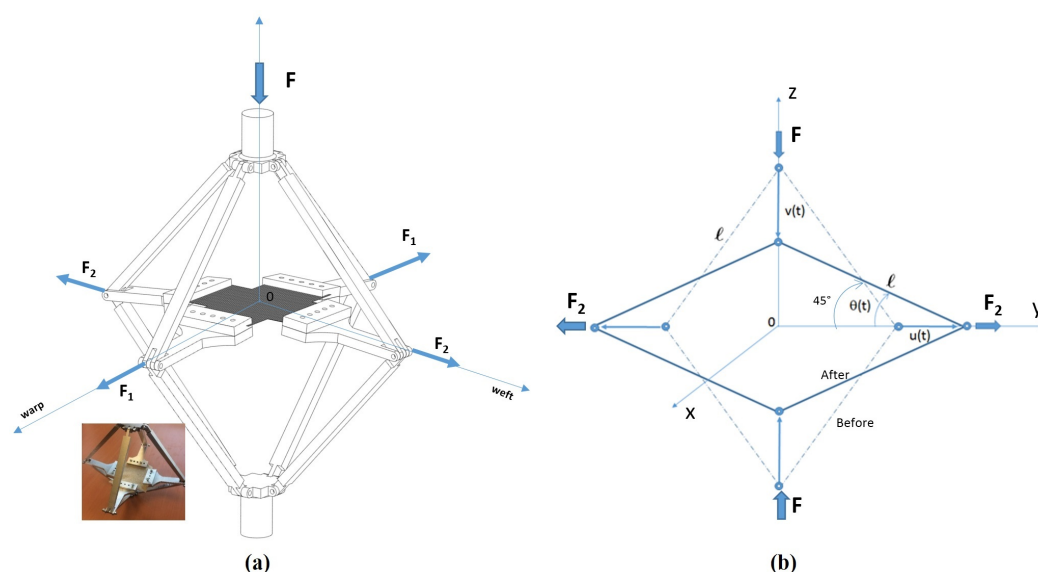 F
F₁
F₂
0
F₂
F₁
warp
weft
(a)
Z
F
v(t)
ℓ
ℓ
45°
θ(t)
F₂
F₂
0
y
u(t)
After
X
Before
F
(b)